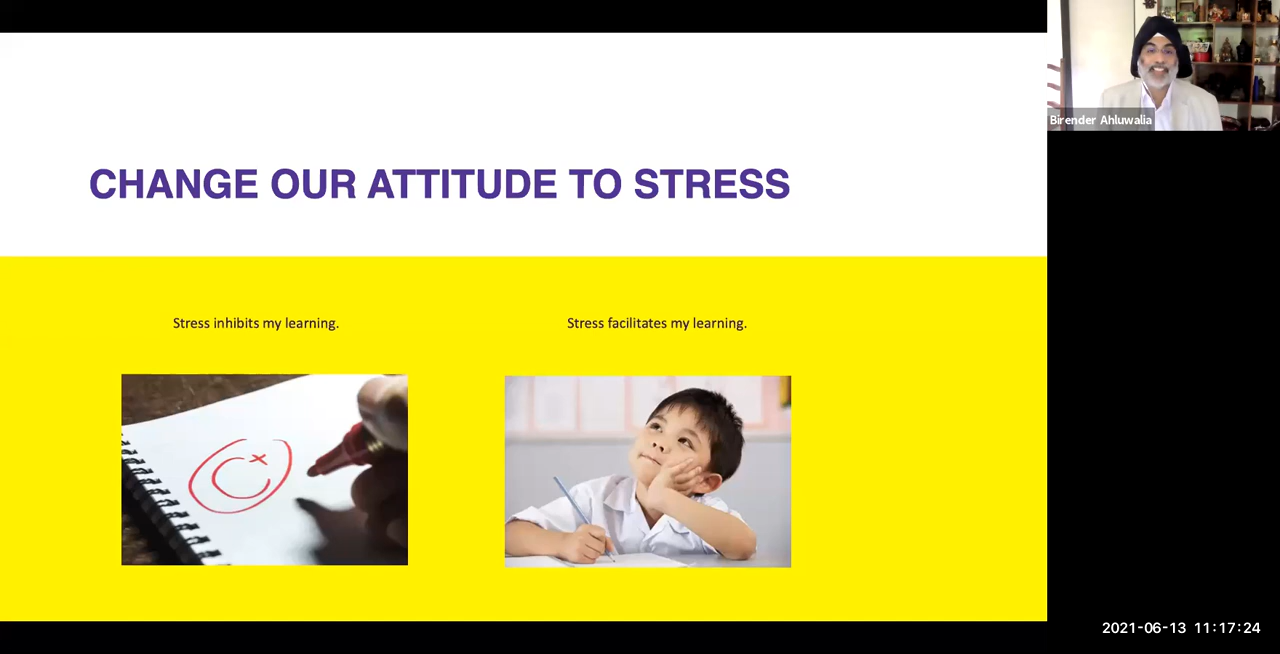 CHANGE OUR ATTITUDE TO STRESS
Stress inhibits my learning.
Stress facilitates my learning.
C+
Birender Ahluwalia
2021-06-13 11:17:24